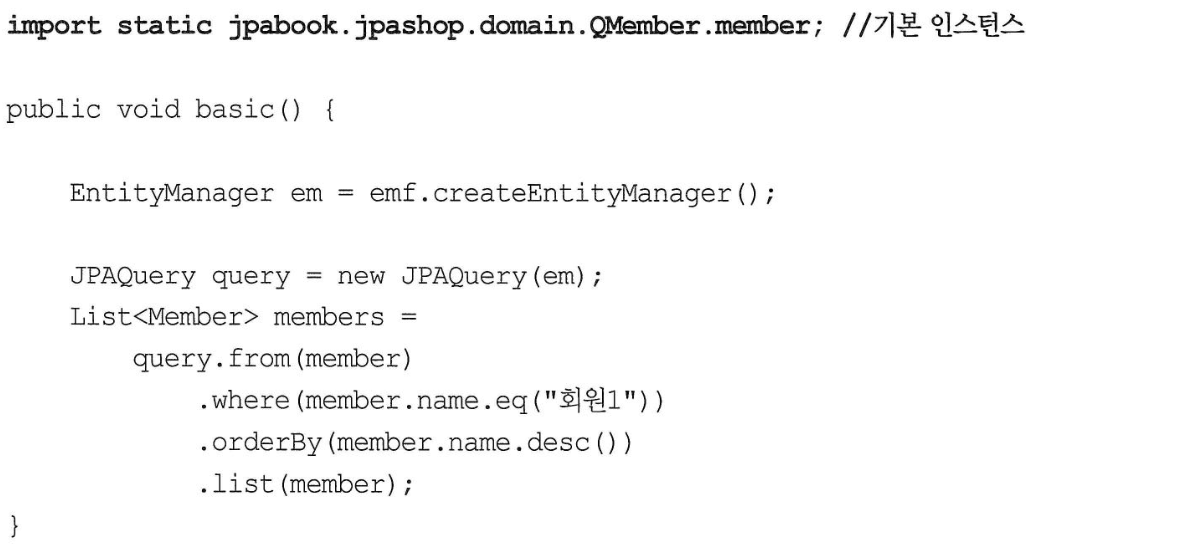 import static jpabook.jpashop.domain.QMember.member; //기본 인스턴스
public void basic() {
    EntityManager em = emf.createEntityManager();
    JPAQuery query = new JPAQuery(em);
    List<Member> members =
        query.from(member)
            .where(member.name.eq("회원1"))
            .orderBy(member.name.desc())
            .list(member);
}